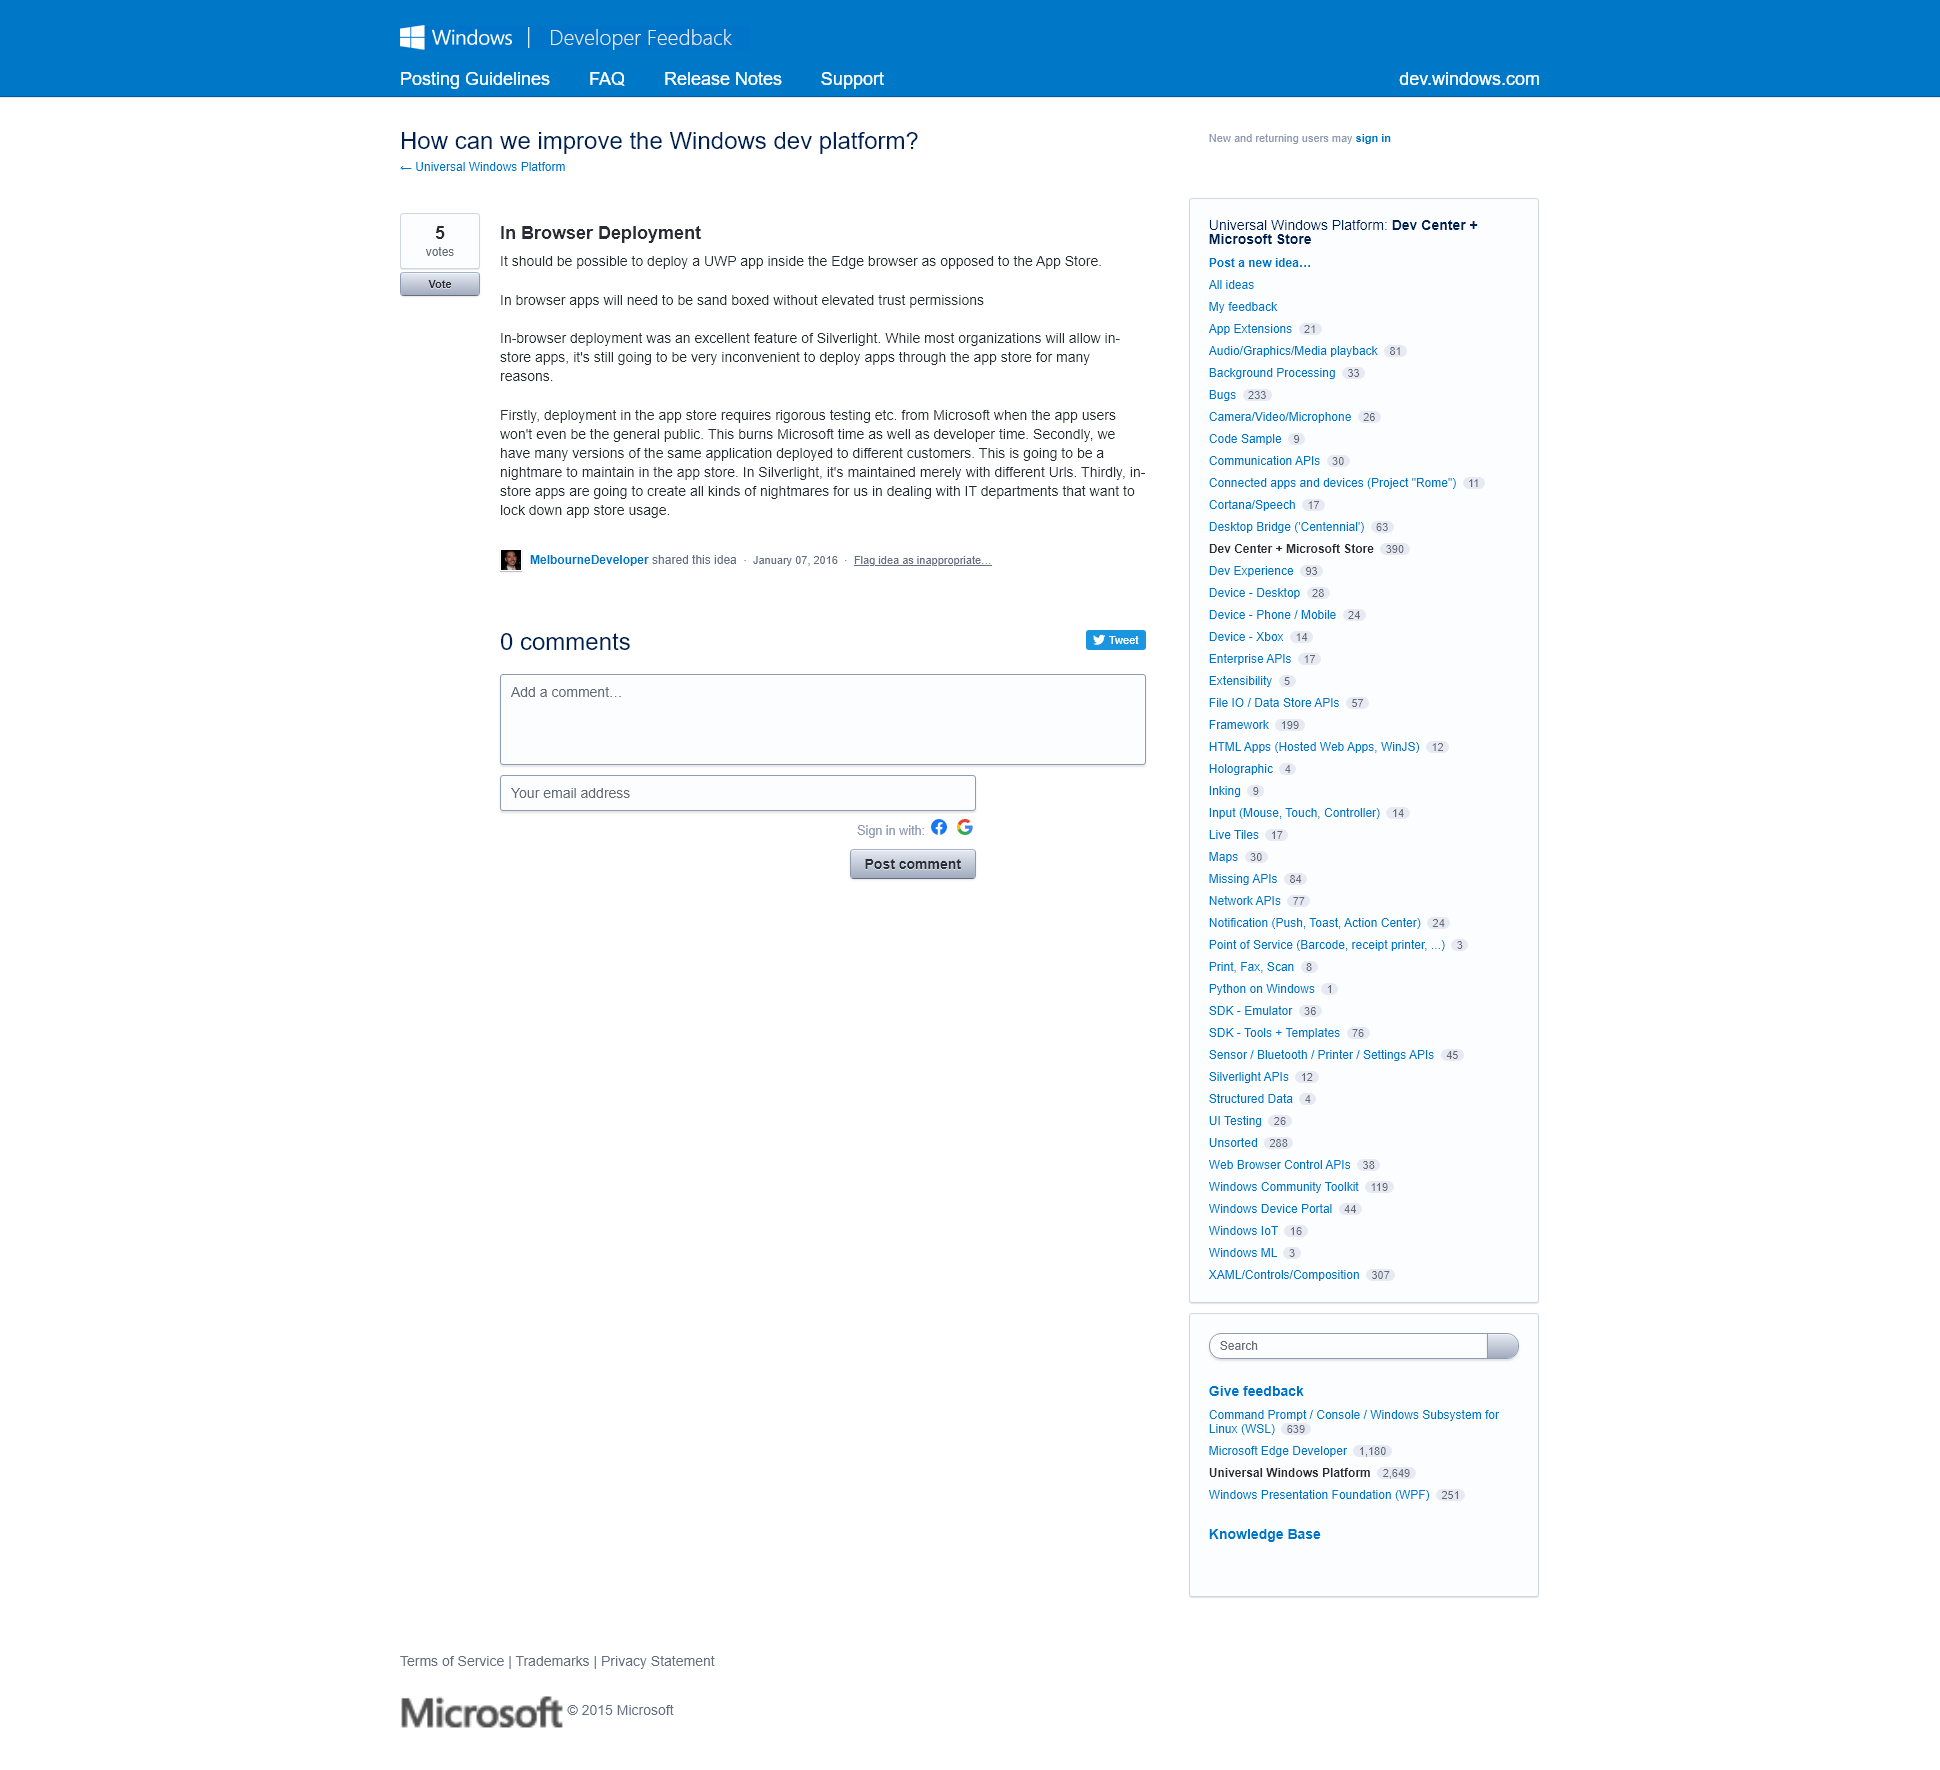 Windows | Developer Feedback
Posting Guidelines FAQ Release Notes Support dev.windows.com
How can we improve the Windows dev platform?
← Universal Windows Platform
New and returning users may sign in
5
votes
Vote
In Browser Deployment
It should be possible to deploy a UWP app inside the Edge browser as opposed to the App Store.
In browser apps will need to be sand boxed without elevated trust permissions
In-browser deployment was an excellent feature of Silverlight. While most organizations will allow in-
store apps, it's still going to be very inconvenient to deploy apps through the app store for many
reasons.
Firstly, deployment in the app store requires rigorous testing etc. from Microsoft when the app users
won't even be the general public. This burns Microsoft time as well as developer time. Secondly, we
have many versions of the same application deployed to different customers. This is going to be a
nightmare to maintain in the app store. In Silverlight, it's maintained merely with different Urls. Thirdly, in-
store apps are going to create all kinds of nightmares for us in dealing with IT departments that want to
lock down app store usage.
MelbourneDeveloper shared this idea · January 07, 2016 · Flag idea as inappropriate…
0 comments
Tweet
Add a comment…
Your email address
Sign in with:
Post comment
Universal Windows Platform: Dev Center +
Microsoft Store
Post a new idea…
All ideas
My feedback
App Extensions 21
Audio/Graphics/Media playback 81
Background Processing 33
Bugs 233
Camera/Video/Microphone 26
Code Sample 9
Communication APIs 30
Connected apps and devices (Project "Rome") 11
Cortana/Speech 17
Desktop Bridge ('Centennial') 63
Dev Center + Microsoft Store 390
Dev Experience 93
Device - Desktop 28
Device - Phone / Mobile 24
Device - Xbox 14
Enterprise APIs 17
Extensibility 5
File IO / Data Store APIs 57
Framework 199
HTML Apps (Hosted Web Apps, WinJS) 12
Holographic 4
Inking 9
Input (Mouse, Touch, Controller) 14
Live Tiles 17
Maps 30
Missing APIs 84
Network APIs 77
Notification (Push, Toast, Action Center) 24
Point of Service (Barcode, receipt printer, ...) 3
Print, Fax, Scan 8
Python on Windows 1
SDK - Emulator 36
SDK - Tools + Templates 76
Sensor / Bluetooth / Printer / Settings APIs 45
Silverlight APIs 12
Structured Data 4
UI Testing 26
Unsorted 288
Web Browser Control APIs 38
Windows Community Toolkit 119
Windows Device Portal 44
Windows IoT 16
Windows ML 3
XAML/Controls/Composition 307
Search
Give feedback
Command Prompt / Console / Windows Subsystem for
Linux (WSL) 639
Microsoft Edge Developer 1,180
Universal Windows Platform 2,649
Windows Presentation Foundation (WPF) 251
Knowledge Base
Terms of Service | Trademarks | Privacy Statement
Microsoft © 2015 Microsoft